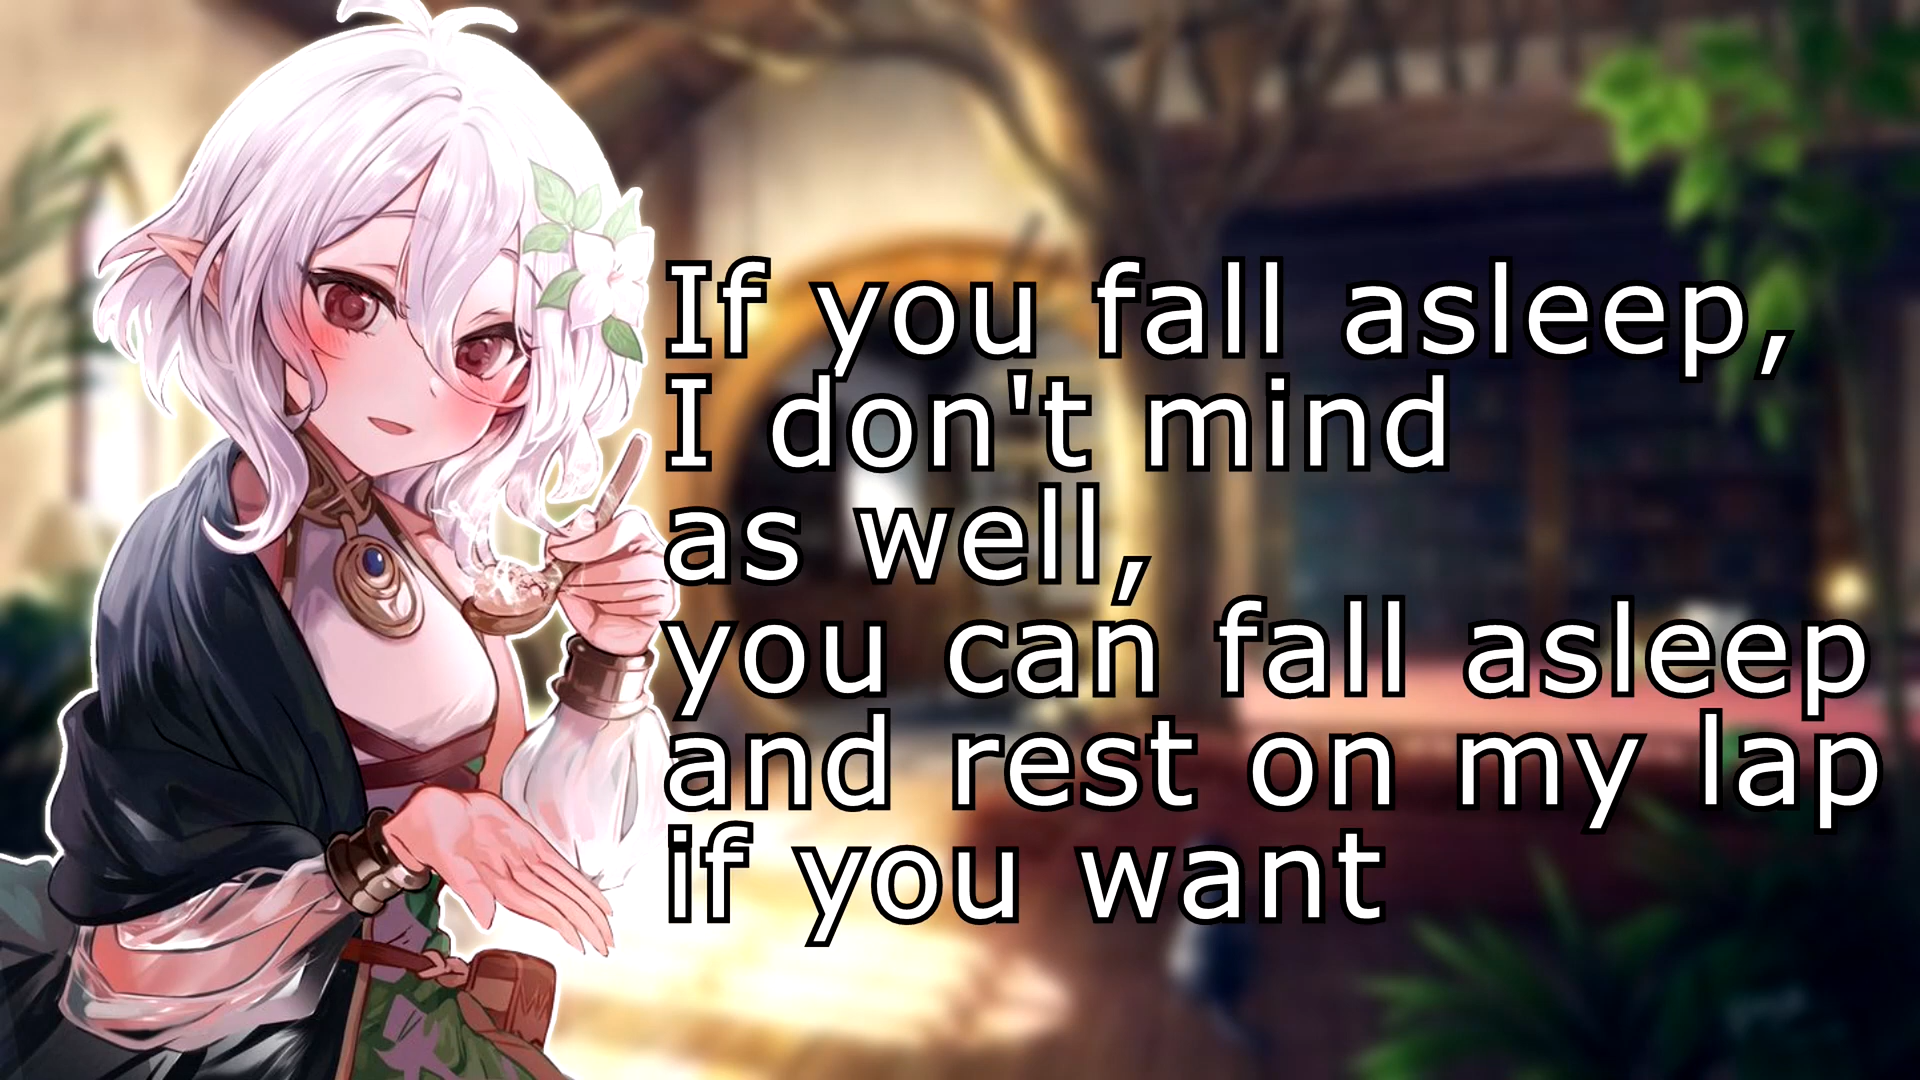 If you fall asleep,
I don't mind
as well,
you can fall asleep
and rest on my lap
if you want